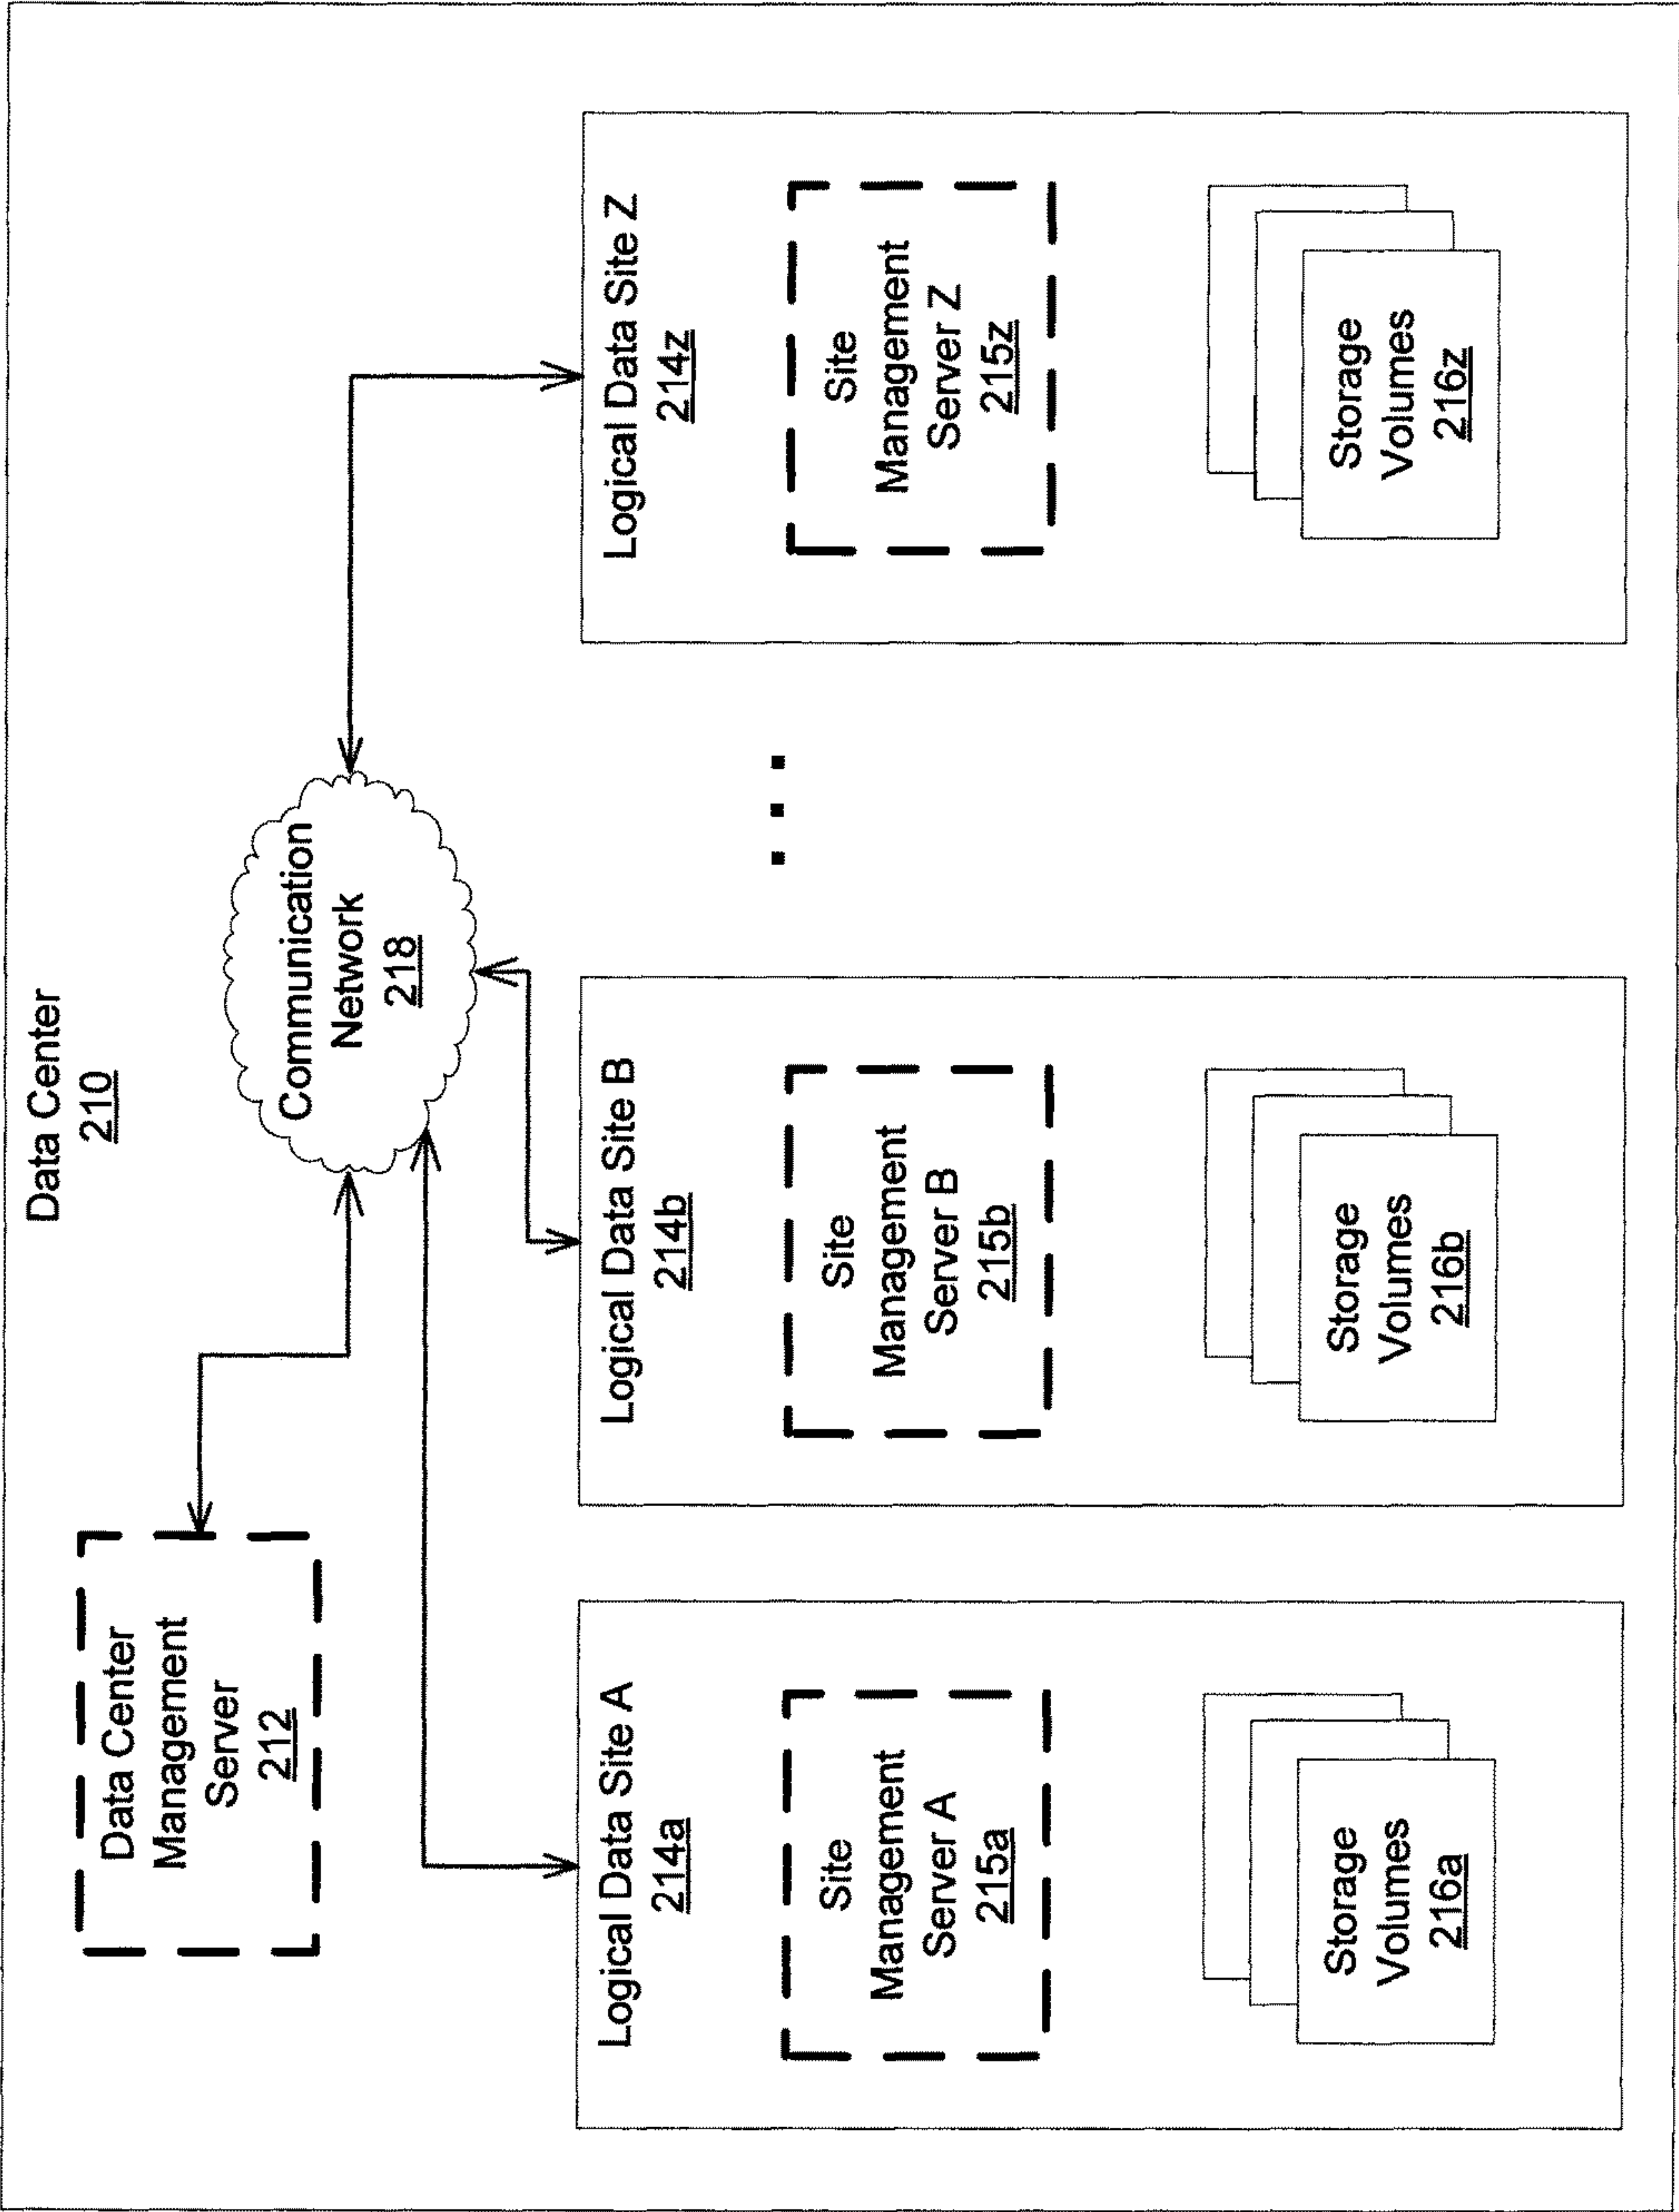 Data Center
210
Data Center
Management
Server
212
Communication
Network
218
Logical Data Site A
214a
Site
Management
Server A
215a
Storage
Volumes
216a
Logical Data Site B
214b
Site
Management
Server B
215b
Storage
Volumes
216b
. . .
Logical Data Site Z
214z
Site
Management
Server Z
215z
Storage
Volumes
216z